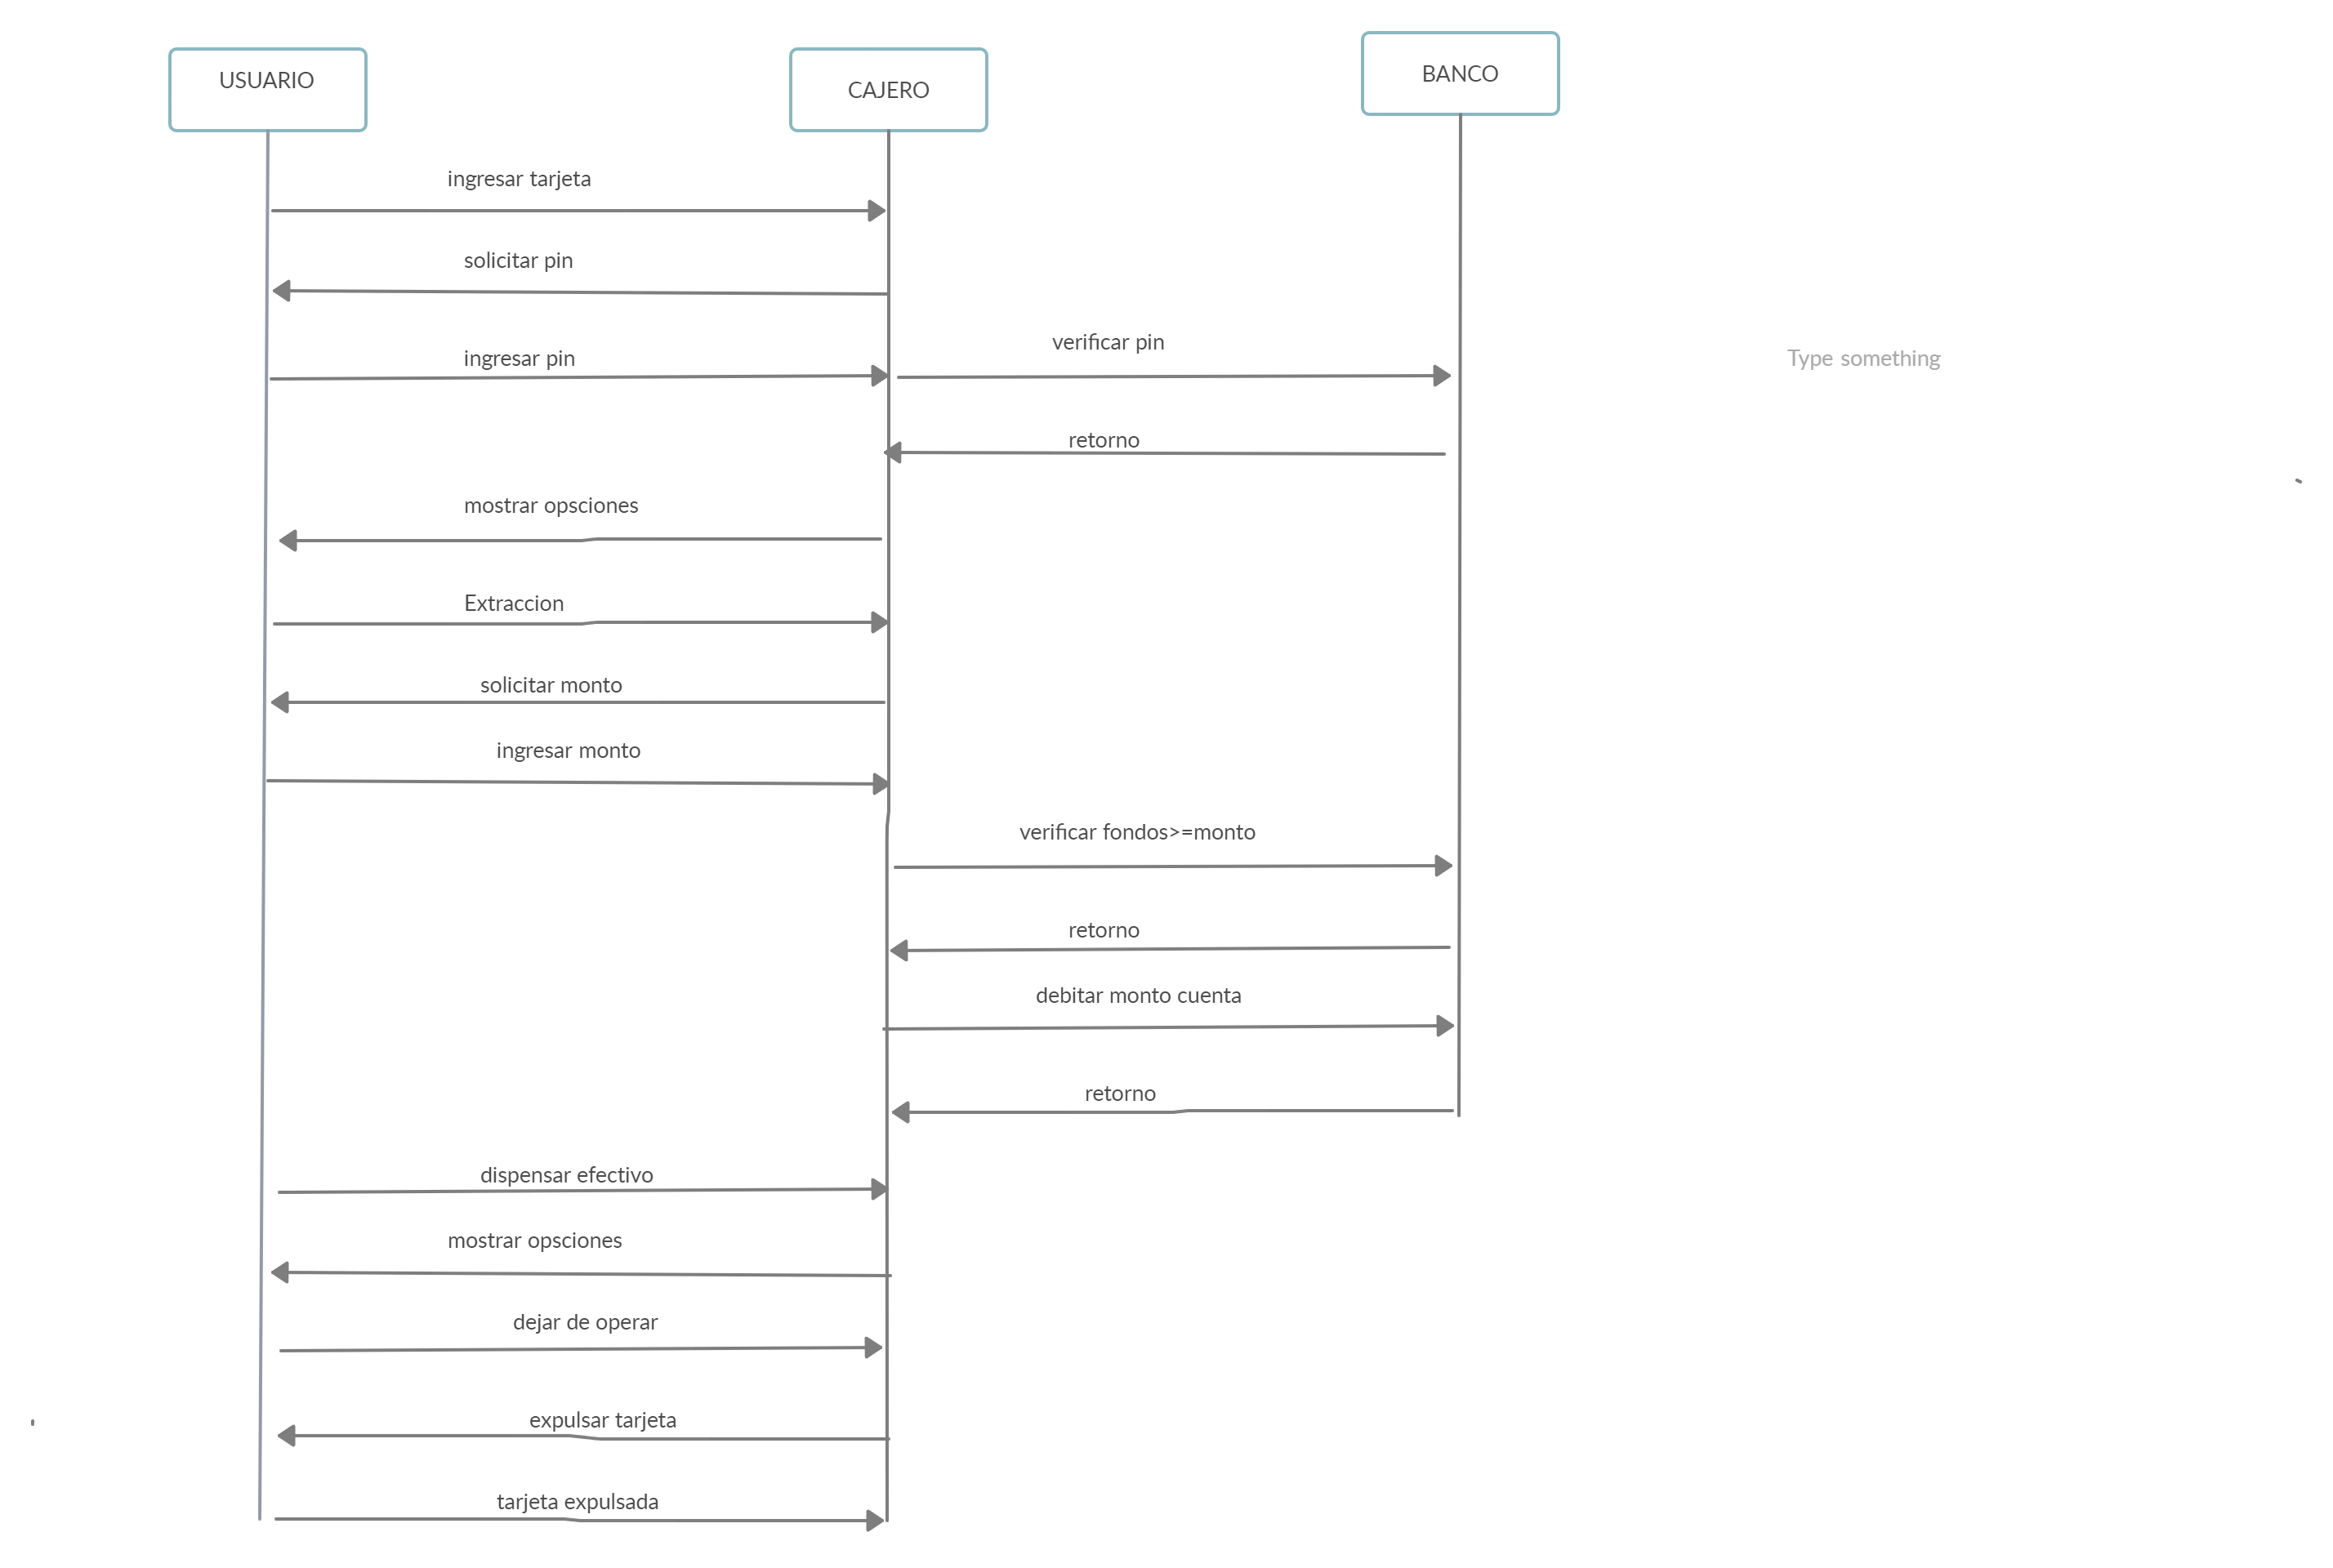 USUARIO
CAJERO
BANCO
ingresar tarjeta
solicitar pin
ingresar pin
verificar pin
Type something
retorno
mostrar opsciones
Extraccion
solicitar monto
ingresar monto
verificar fondos>=monto
retorno
debitar monto cuenta
retorno
dispensar efectivo
mostrar opsciones
dejar de operar
expulsar tarjeta
tarjeta expulsada